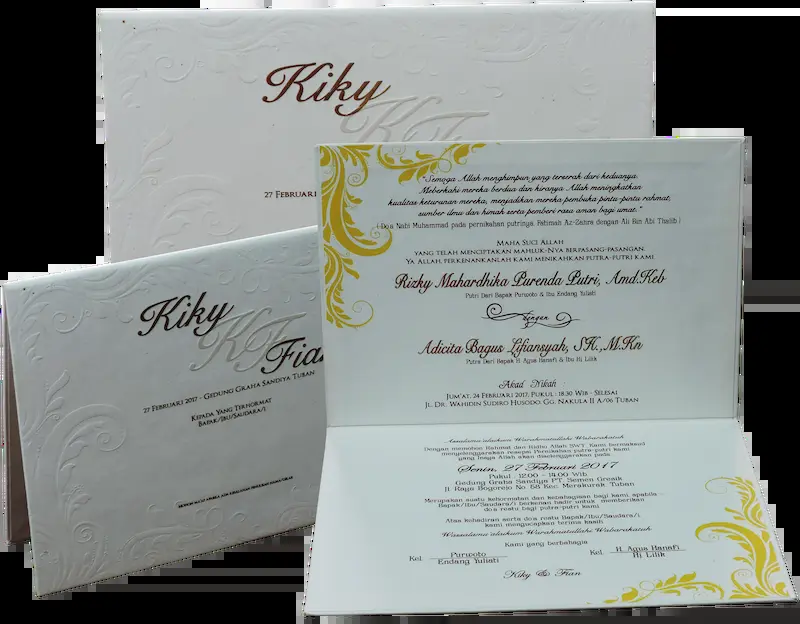 Kiky
K F
27 Februari
Kiky
K F
Fian
27 Februari 2017 - Gedung Graha Sandiya Tuban
Kepada Yang Terhormat
Bapak/Ibu/Saudara/i
"Semoga Allah menghimpun yang terserak dari keduanya,
Memberkahi mereka berdua dan kiranya Allah meningkatkan
kualitas keturunan mereka, menjadikan mereka pembuka pintu-pintu rahmat,
sumber ilmu dan himah serta pemberi rasa aman bagi umat."
(Doa Nabi Muhammad pada pernikahan putrinya, Fatimah Az-Zahra dengan Ali Bin Abi Thalib)
Maha Suci Allah
yang telah menciptakan mahluk-Nya berpasang-pasangan
Ya Allah, perkenankanlah kami menikahkan putra-putri kami
Rizky Mahardhika Purenda Putri, Amd.Keb
Putri Dari Bapak Purwoto & Ibu Endang Yuliati
dengan
Adicita Bagus Lifiansyah, S.H.,M.Kn
Putra Dari Bapak H. Agus Hanafi & Ibu Hj. Lilik
Akad Nikah :
Jum'at, 24 Februari 2017, Pukul : 18.30 WIB - Selesai
Jl. Dr. Wahidin Sudiro Husodo, Gg. Nakula II A/06 Tuban
Assalamu'alaikum Warahmatullahi Wabarakatuh
Dengan memohon Rahmat dan Ridho Allah SWT, Kami bermaksud
menyelenggarakan resepsi Pernikahan putra-putri kami
yang Insya Allah akan diselenggarakan pada :
Senin, 27 Februari 2017
Pukul : 12.00 - 14.00 Wib
Gedung Graha Sandiya PT. Semen Gresik
Jl Raya Bogorejo No. 68 Kec. Merakurak Tuban
Merupakan suatu kehormatan dan kebahagiaan bagi kami apabila
Bapak/Ibu/Saudara/i berkenan hadir untuk memberikan
do'a restu bagi putra-putri kami
Atas kehadiran serta do'a restu Bapak/Ibu/Saudara/i
kami mengucapkan terima kasih
Wassalamu'alaikum Warahmatullahi Wabarakatuh
Kami yang berbahagia
Kel. Purwoto
Endang Yuliati
Kel. H. Agus Hanafi
Hj Lilik
Kiky & Fian